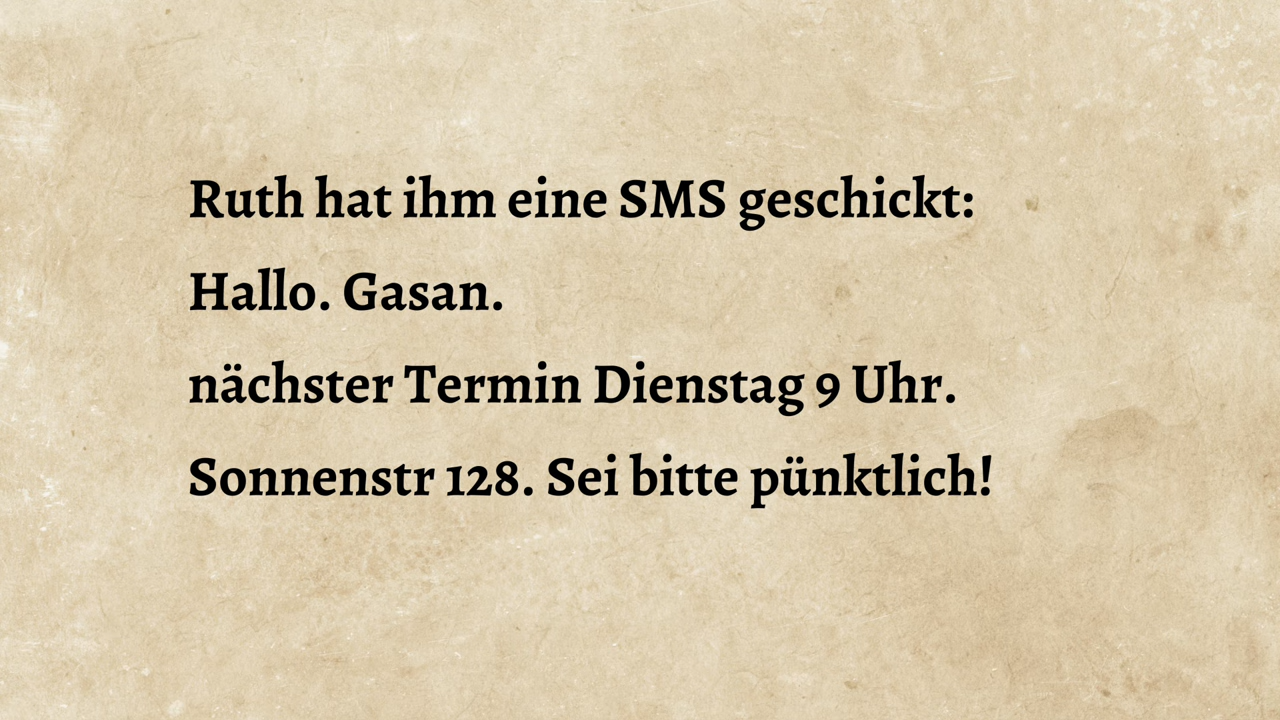 Ruth hat ihm eine SMS geschickt:
Hallo. Gasan.
nächster Termin Dienstag 9 Uhr.
Sonnenstr 128. Sei bitte pünktlich!